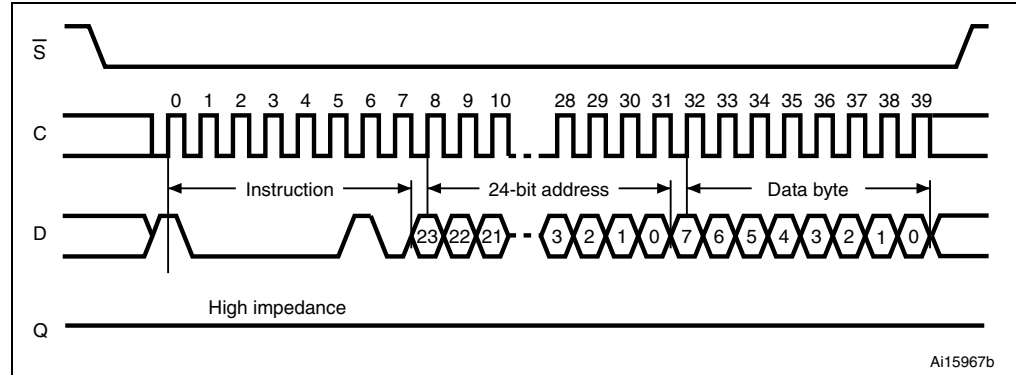 S̅
0 1 2 3 4 5 6 7 8 9 10 28 29 30 31 32 33 34 35 36 37 38 39
C
Instruction 24-bit address Data byte
D
23 22 21 3 2 1 0 7 6 5 4 3 2 1 0
High impedance
Q
Ai15967b